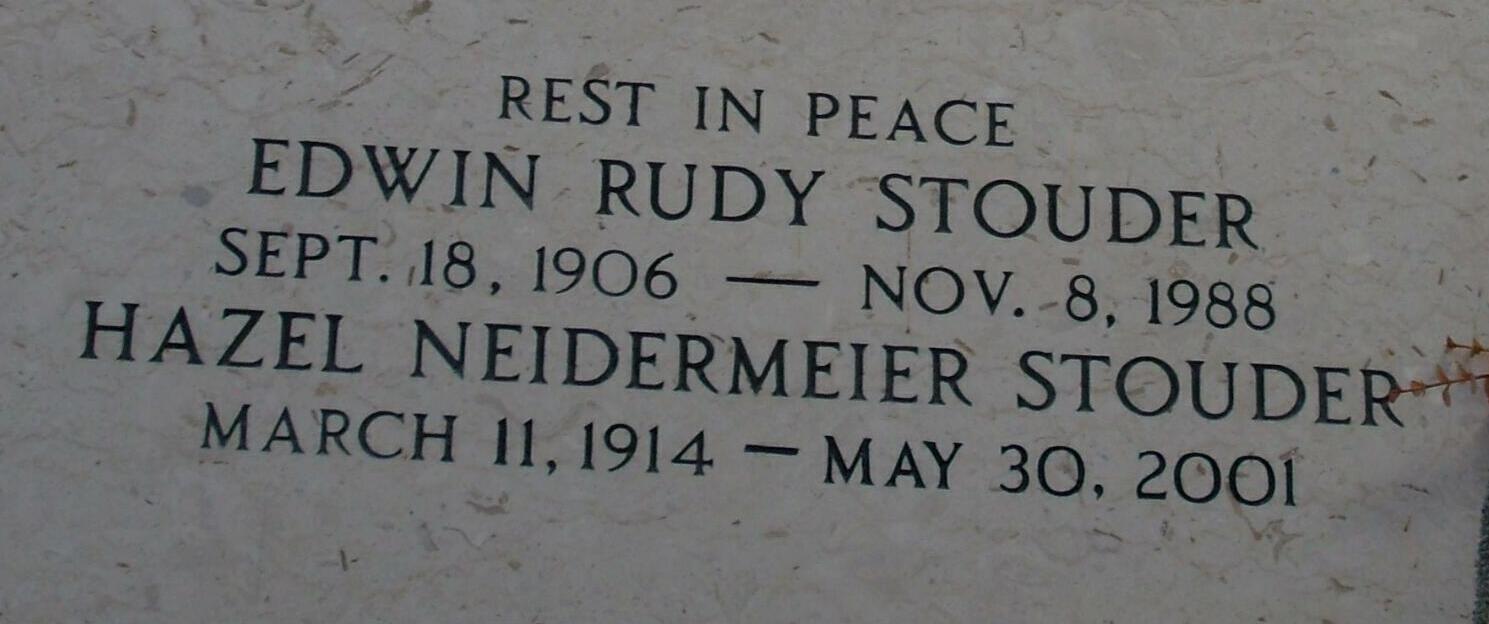 REST IN PEACE
EDWIN RUDY STOUDER
SEPT. 18, 1906 — NOV. 8, 1988
HAZEL NEIDERMEIER STOUDER
MARCH 11, 1914 — MAY 30, 2001